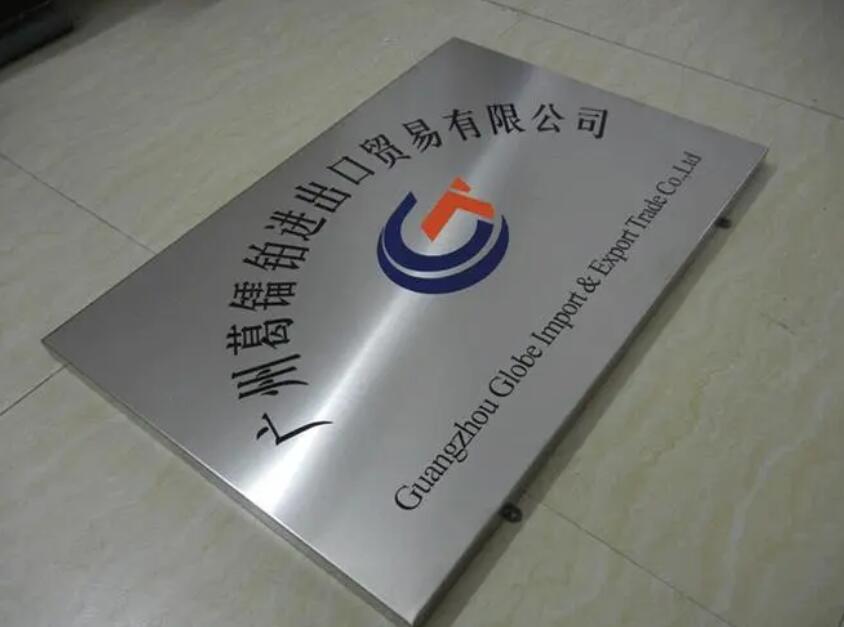 广州葛镭铂进出口贸易有限公司
Guangzhou Globe Import & Export Trade Co.,Ltd